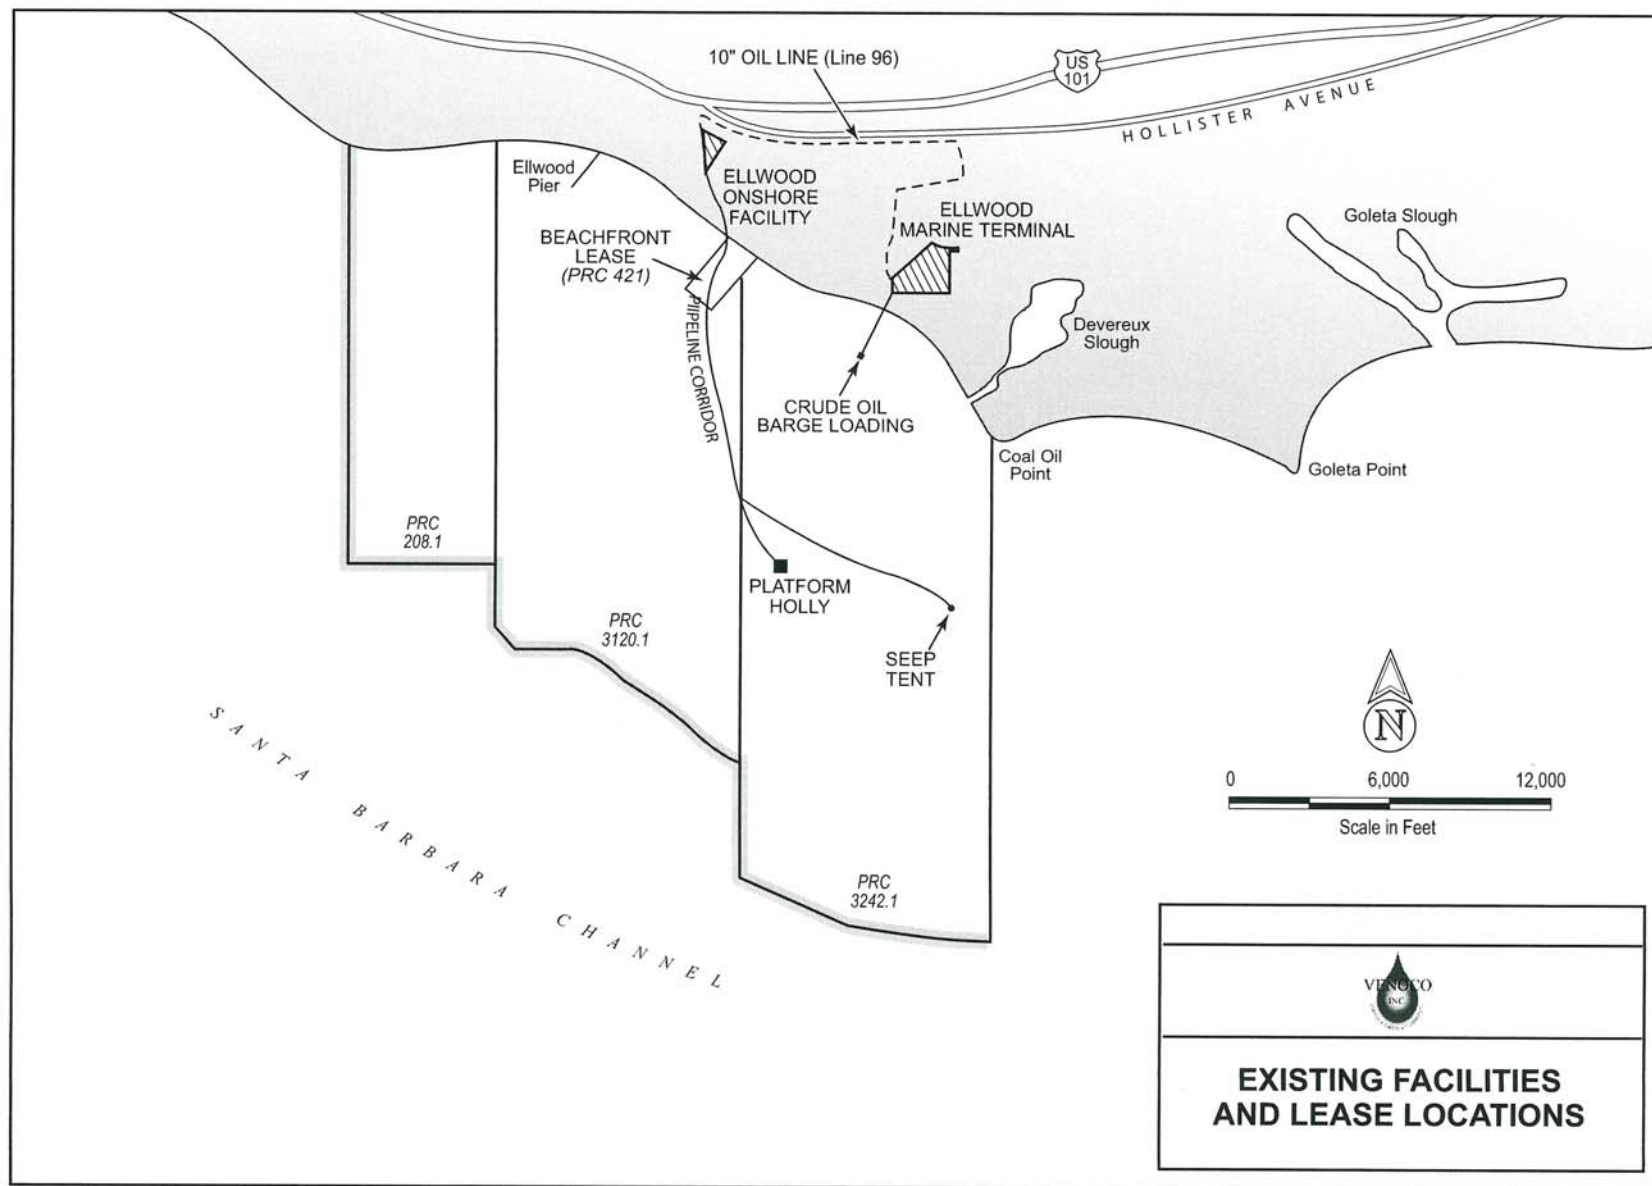 10" OIL LINE (Line 96)
US
101
HOLLISTER AVENUE
Ellwood
Pier
ELLWOOD
ONSHORE
FACILITY
ELLWOOD
MARINE TERMINAL
Goleta Slough
BEACHFRONT
LEASE
(PRC 421)
PIIPELINE CORRIDOR
Devereux
Slough
CRUDE OIL
BARGE LOADING
Coal Oil
Point
Goleta Point
PRC
208.1
PLATFORM
HOLLY
PRC
3120.1
SEEP
TENT
SANTA BARBARA CHANNEL
N
0 6,000 12,000
Scale in Feet
PRC
3242.1
VENOCO
INC.
EXISTING FACILITIES
AND LEASE LOCATIONS